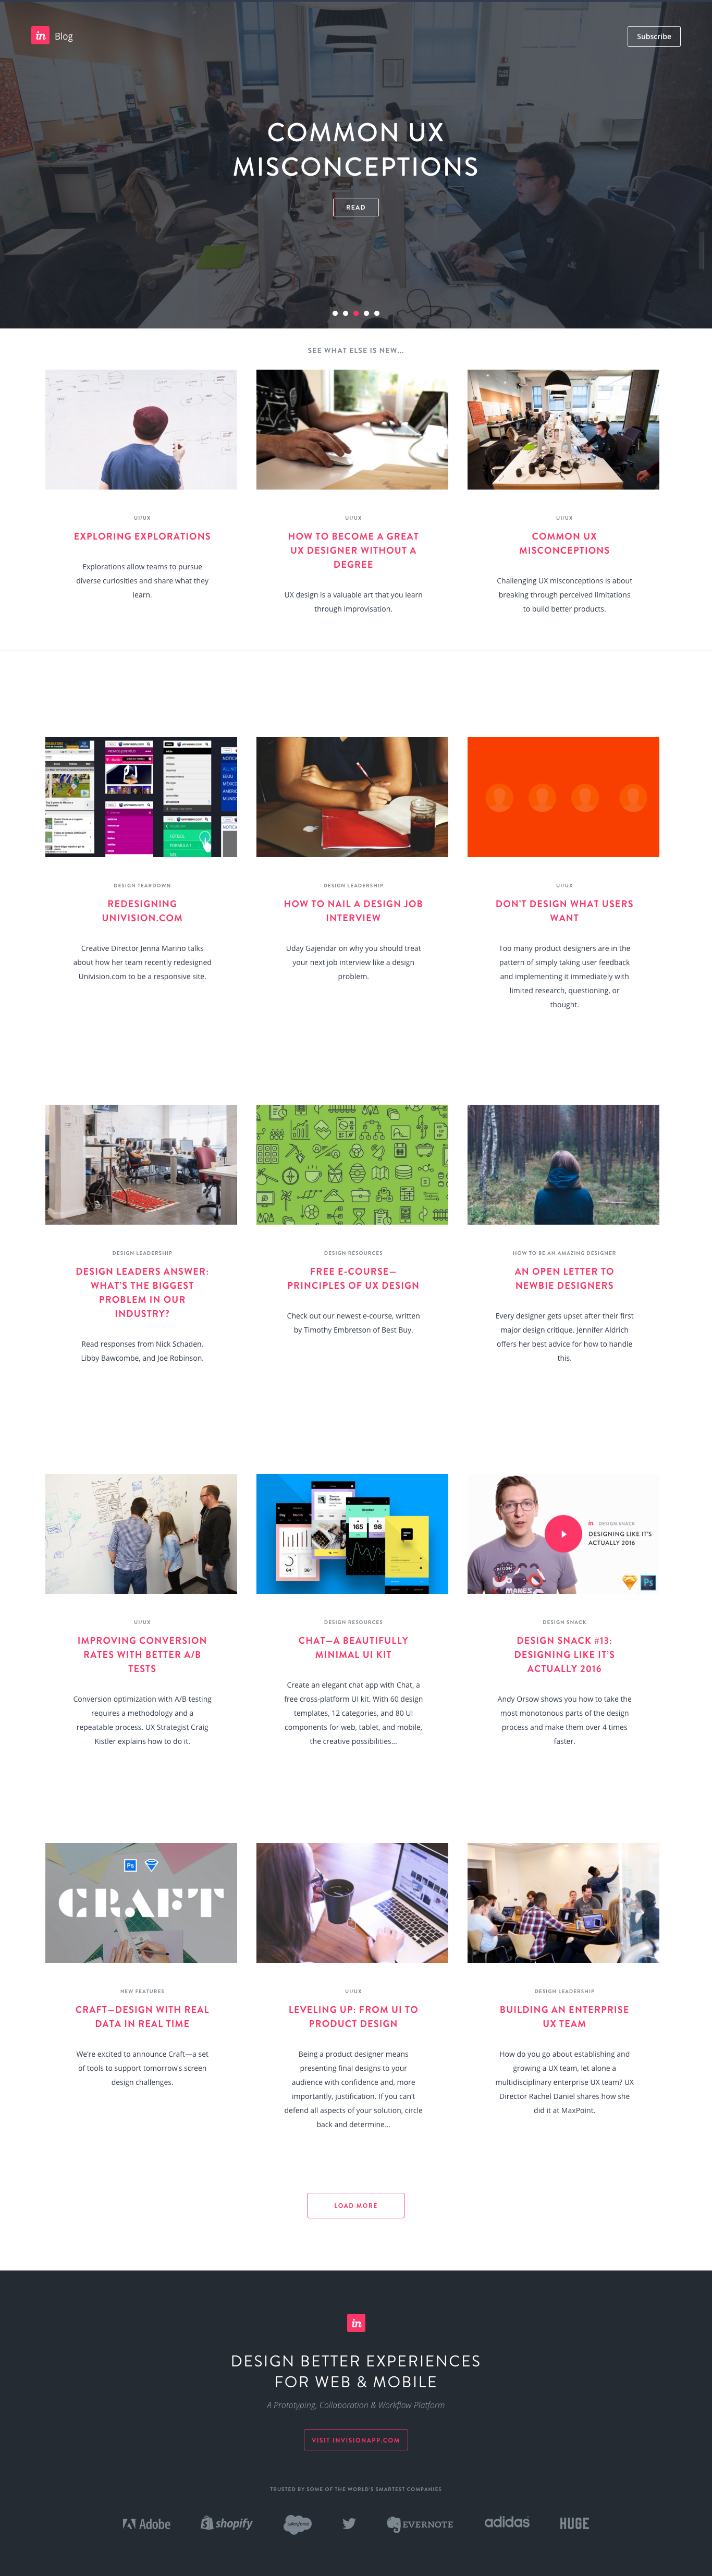 in Blog
Subscribe
COMMON UX
MISCONCEPTIONS
READ
SEE WHAT ELSE IS NEW...
UI/UX
EXPLORING EXPLORATIONS
Explorations allow teams to pursue
diverse curiosities and share what they
learn.
UI/UX
HOW TO BECOME A GREAT
UX DESIGNER WITHOUT A
DEGREE
UX design is a valuable art that you learn
through improvisation.
UI/UX
COMMON UX
MISCONCEPTIONS
Challenging UX misconceptions is about
breaking through perceived limitations
to build better products.
DESIGN TEARDOWN
REDESIGNING
UNIVISION.COM
Creative Director Jenna Marino talks
about how her team recently redesigned
Univision.com to be a responsive site.
DESIGN LEADERSHIP
HOW TO NAIL A DESIGN JOB
INTERVIEW
Uday Gajendar on why you should treat
your next job interview like a design
problem.
UI/UX
DON'T DESIGN WHAT USERS
WANT
Too many product designers are in the
pattern of simply taking user feedback
and implementing it immediately with
limited research, questioning, or
thought.
DESIGN LEADERSHIP
DESIGN LEADERS ANSWER:
WHAT'S THE BIGGEST
PROBLEM IN OUR
INDUSTRY?
Read responses from Nick Schaden,
Libby Bawcombe, and Joe Robinson.
DESIGN RESOURCES
FREE E-COURSE—
PRINCIPLES OF UX DESIGN
Check out our newest e-course, written
by Timothy Embretson of Best Buy.
HOW TO BE AN AMAZING DESIGNER
AN OPEN LETTER TO
NEWBIE DESIGNERS
Every designer gets upset after their first
major design critique. Jennifer Aldrich
offers her best advice for how to handle
this.
UI/UX
IMPROVING CONVERSION
RATES WITH BETTER A/B
TESTS
Conversion optimization with A/B testing
requires a methodology and a
repeatable process. UX Strategist Craig
Kistler explains how to do it.
165 98
DESIGN RESOURCES
CHAT—A BEAUTIFULLY
MINIMAL UI KIT
Create an elegant chat app with Chat, a
free cross-platform UI kit. With 60 design
templates, 12 categories, and 80 UI
components for web, tablet, and mobile,
the creative possibilities...
in DESIGN SNACK
DESIGNING LIKE IT'S
ACTUALLY 2016
MAKES
Ps
DESIGN SNACK
DESIGN SNACK #13:
DESIGNING LIKE IT'S
ACTUALLY 2016
Andy Orsow shows you how to take the
most monotonous parts of the design
process and make them over 4 times
faster.
Ps
CRAFT
NEW FEATURES
CRAFT—DESIGN WITH REAL
DATA IN REAL TIME
We're excited to announce Craft—a set
of tools to support tomorrow's screen
design challenges.
UI/UX
LEVELING UP: FROM UI TO
PRODUCT DESIGN
Being a product designer means
presenting final designs to your
audience with confidence and, more
importantly, justification. If you can't
defend all aspects of your solution, circle
back and determine...
DESIGN LEADERSHIP
BUILDING AN ENTERPRISE
UX TEAM
How do you go about establishing and
growing a UX team, let alone a
multidisciplinary enterprise UX team? UX
Director Rachel Daniel shares how she
did it at MaxPoint.
LOAD MORE
in
DESIGN BETTER EXPERIENCES
FOR WEB & MOBILE
A Prototyping, Collaboration & Workflow Platform
VISIT INVISIONAPP.COM
TRUSTED BY SOME OF THE WORLD'S SMARTEST COMPANIES
Adobe shopify salesforce EVERNOTE adidas HUGE